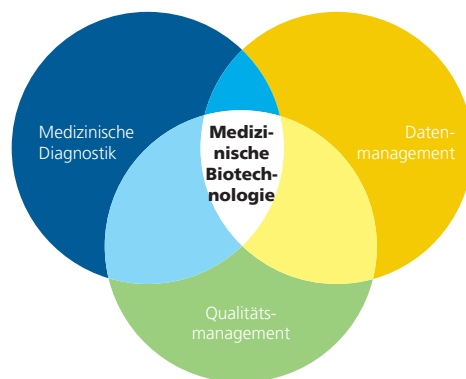 Medizinische
Diagnostik
Medizi-
nische
Biotech-
nologie
Daten-
management
Qualitäts-
management